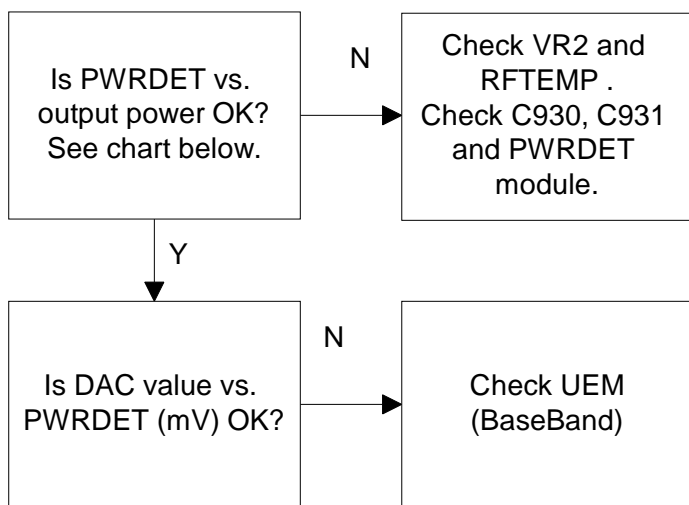 Is PWRDET vs.
output power OK?
See chart below.
N
Check VR2 and
RFTEMP .
Check C930, C931
and PWRDET
module.
Y
Is DAC value vs.
PWRDET (mV) OK?
N
Check UEM
(BaseBand)